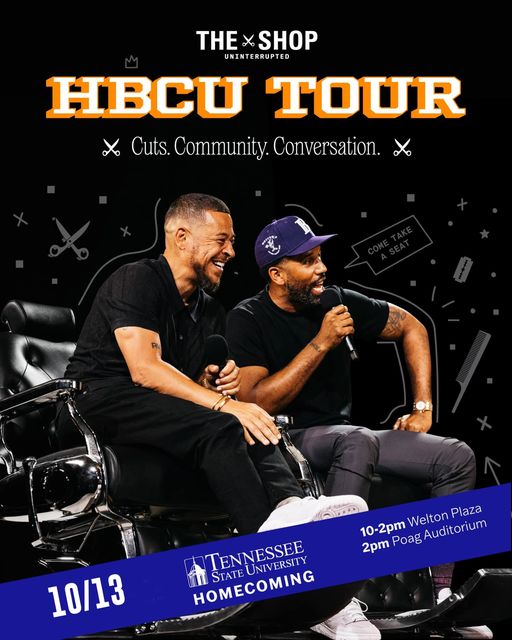 THE SHOP
UNINTERRUPTED
HBCU TOUR
Cuts. Community. Conversation.
COME TAKE
A SEAT
10/13
TENNESSEE
STATE UNIVERSITY
HOMECOMING
10-2pm Welton Plaza
2pm Poag Auditorium